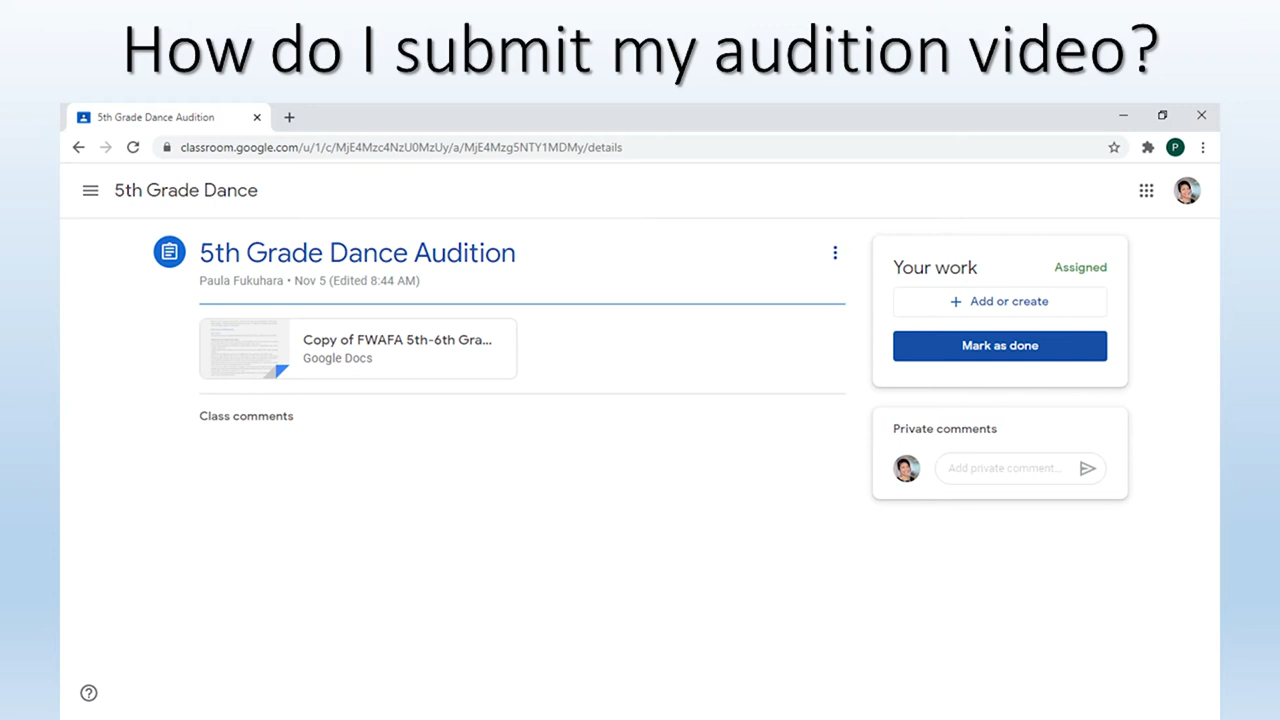 How do I submit my audition video?
5th Grade Dance Audition
classroom.google.com/u/1/c/MjE4Mzc4NzU0MzUy/a/MjE4Mzg5NTY1MDMy/details
P
5th Grade Dance
5th Grade Dance Audition
Paula Fukuhara • Nov 5 (Edited 8:44 AM)
Copy of FWAFA 5th-6th Gra...
Google Docs
Class comments
Your work Assigned
+ Add or create
Mark as done
Private comments
Add private comment...